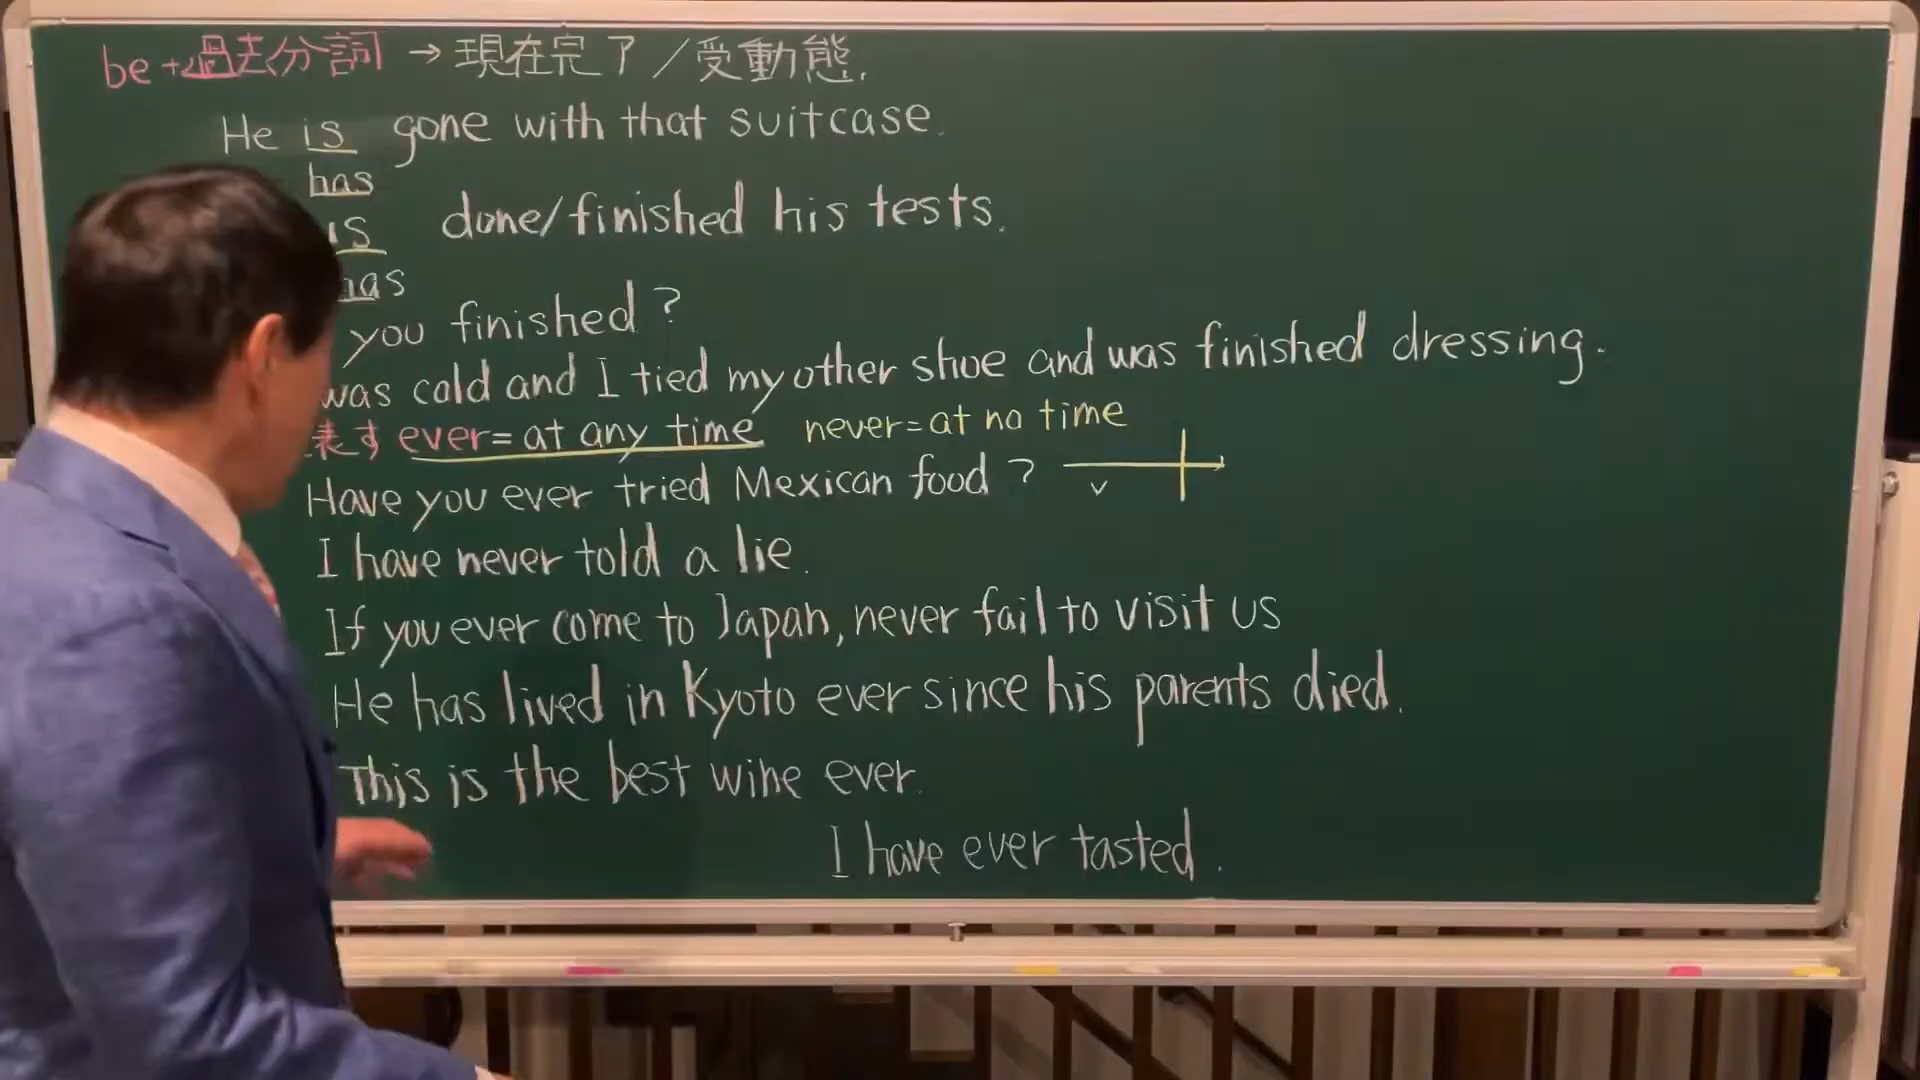 be+過去分詞 → 現在完了/受動態.
He is gone with that suitcase.
has
is done/finished his tests.
has
you finished?
was cold and I tied my other shoe and was finished dressing.
表す ever=at any time never=at no time
Have you ever tried Mexican food?
I have never told a lie.
If you ever come to Japan, never fail to visit us
He has lived in Kyoto ever since his parents died.
This is the best wine ever.
I have ever tasted.